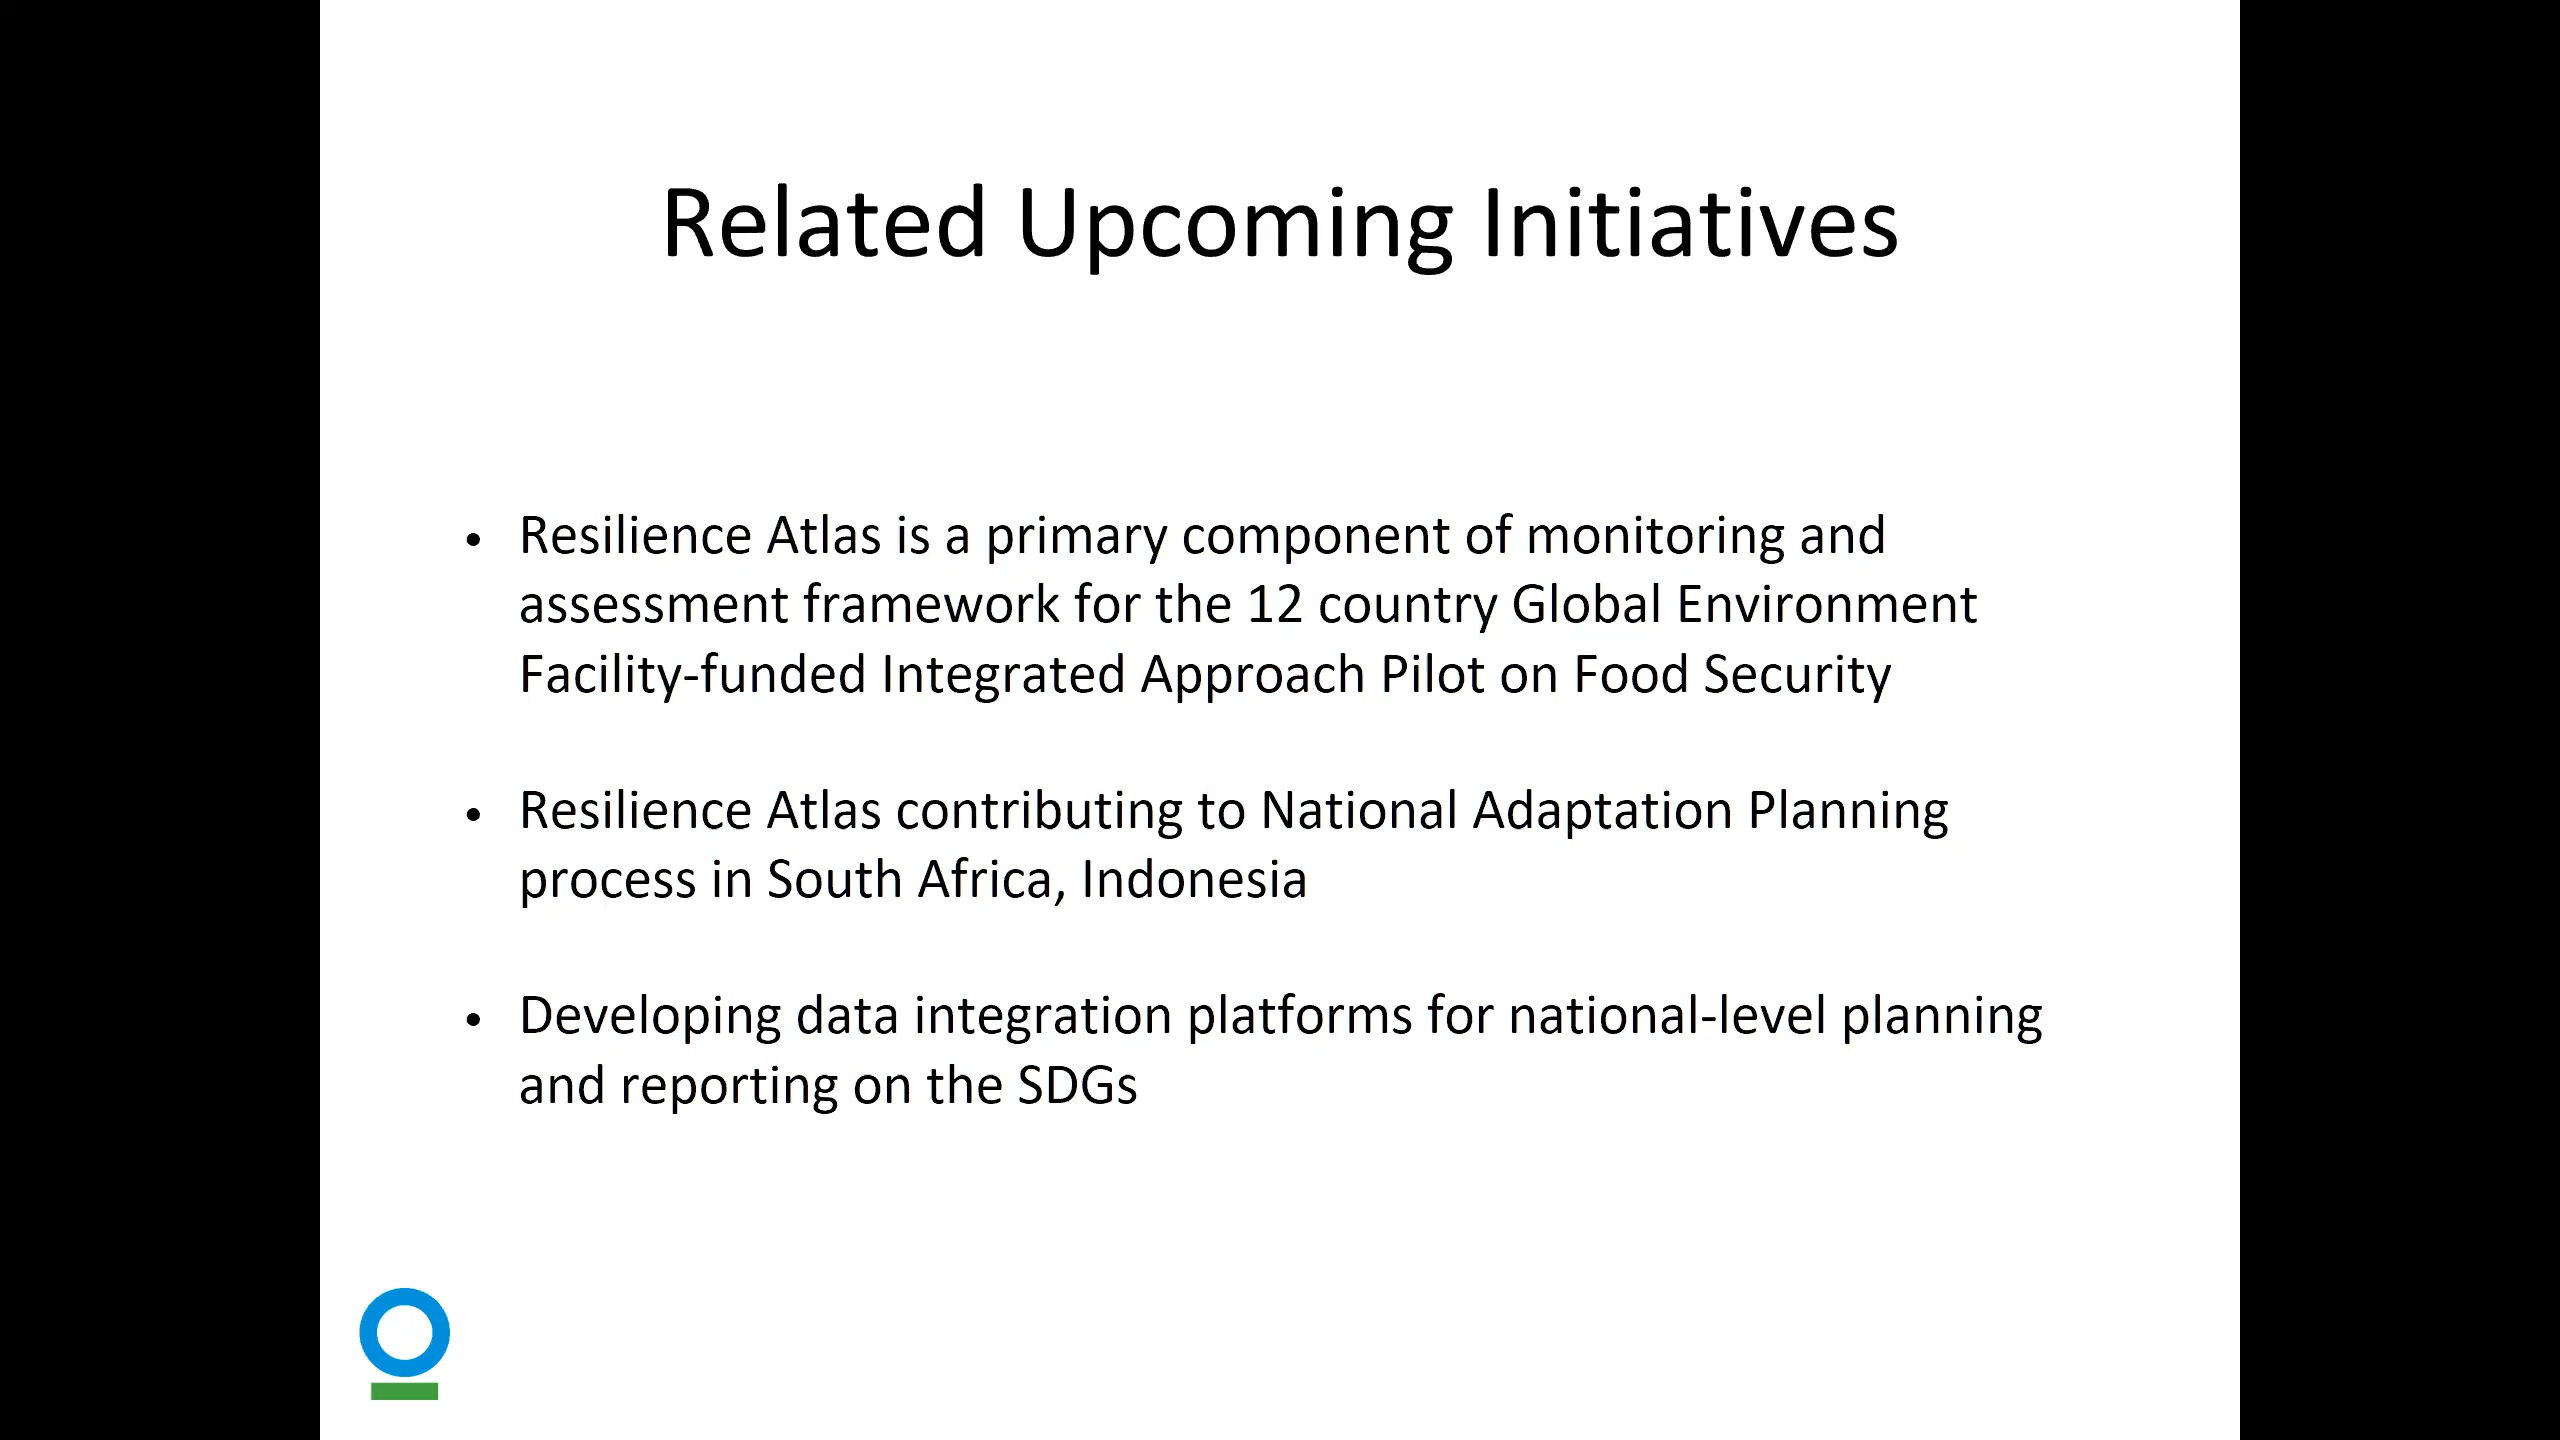 Related Upcoming Initiatives
• Resilience Atlas is a primary component of monitoring and
assessment framework for the 12 country Global Environment
Facility-funded Integrated Approach Pilot on Food Security
• Resilience Atlas contributing to National Adaptation Planning
process in South Africa, Indonesia
• Developing data integration platforms for national-level planning
and reporting on the SDGs